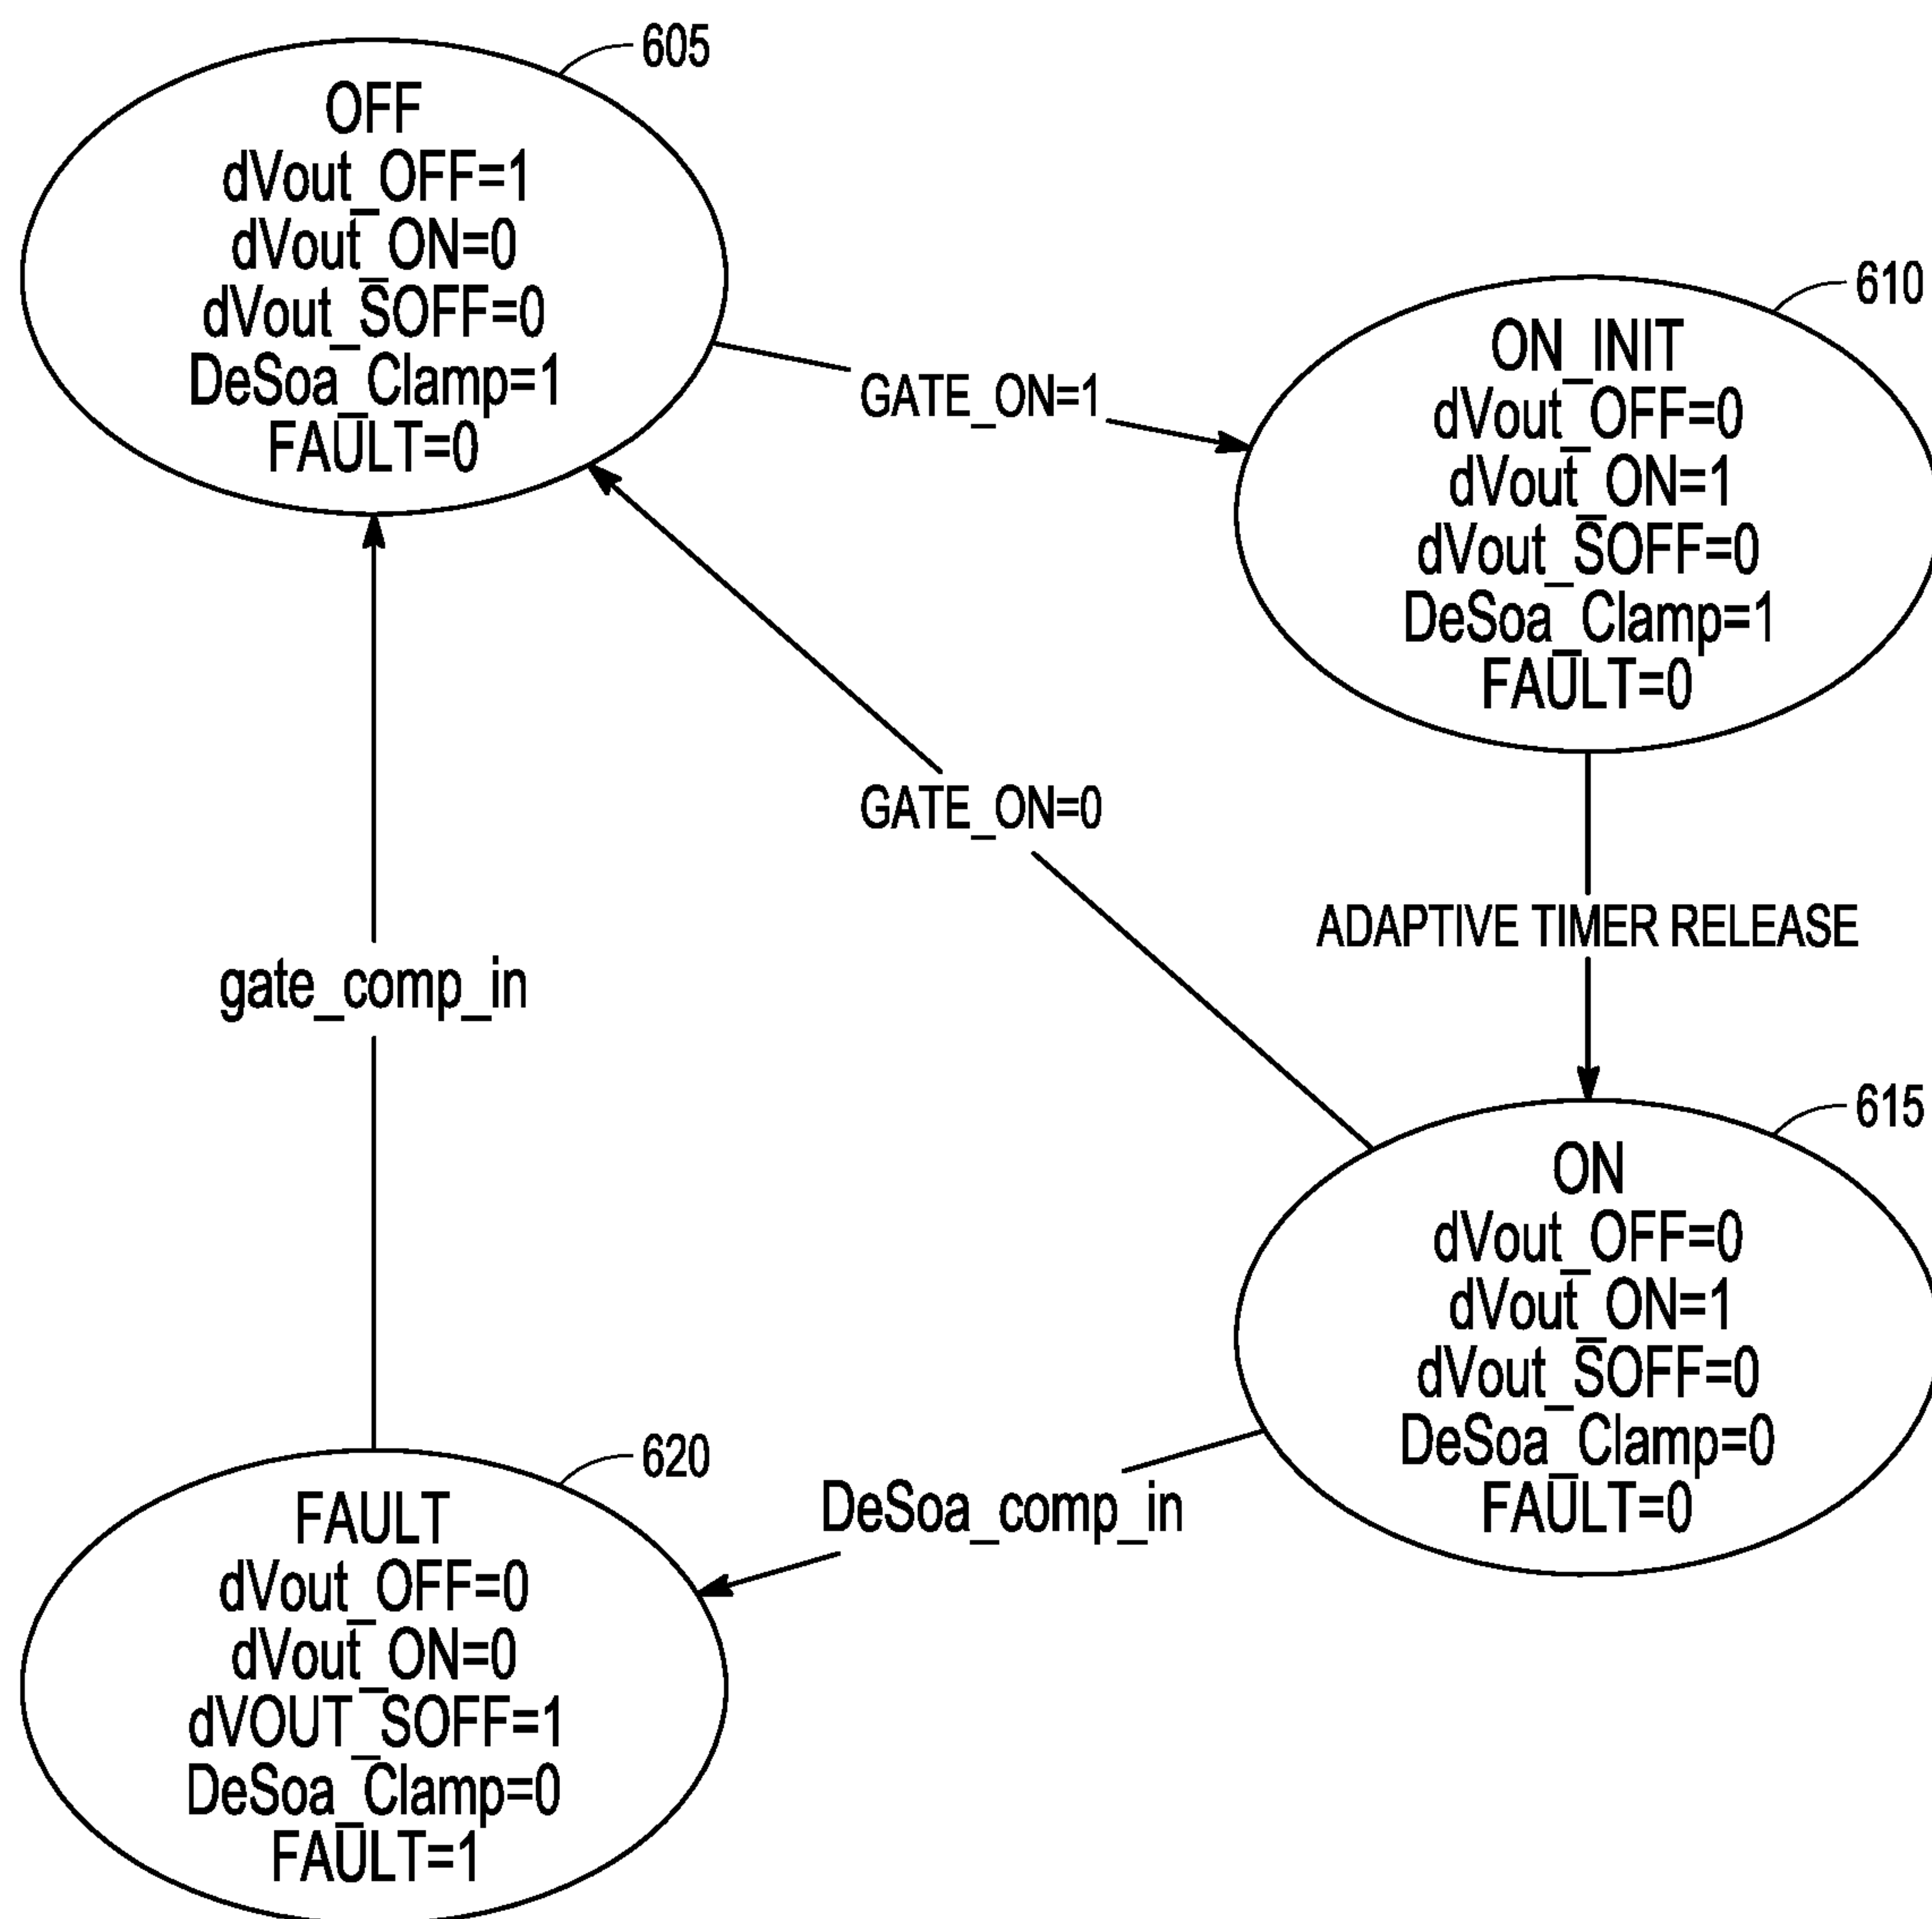 605
OFF
dVout_OFF=1
dVout_ON=0
dVout_SOFF=0
DeSoa_Clamp=1
FAULT=0
610
ON_INIT
dVout_OFF=0
dVout_ON=1
dVout_SOFF=0
DeSoa_Clamp=1
FAULT=0
GATE_ON=1
GATE_ON=0
ADAPTIVE TIMER RELEASE
gate_comp_in
615
ON
dVout_OFF=0
dVout_ON=1
dVout_SOFF=0
DeSoa_Clamp=0
FAULT=0
DeSoa_comp_in
620
FAULT
dVout_OFF=0
dVout_ON=0
dVOUT_SOFF=1
DeSoa_Clamp=0
FAULT=1